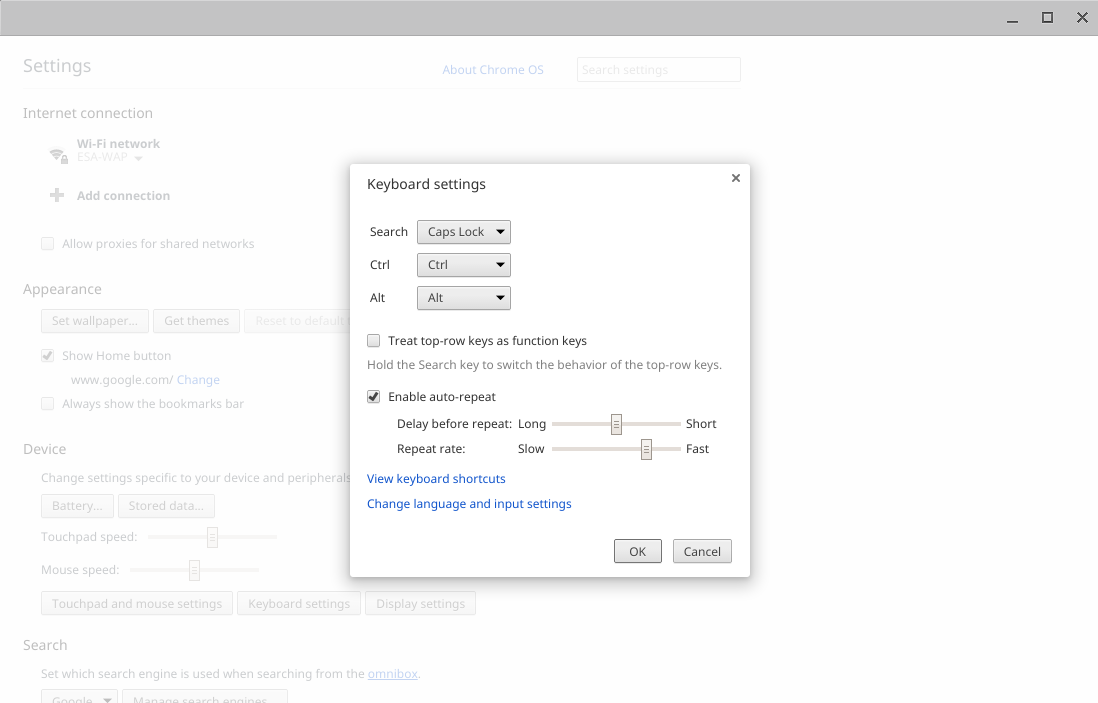 Settings
About Chrome OS
Search settings
Internet connection
Wi-Fi network
ESA-WAP
Add connection
Allow proxies for shared networks
Appearance
Set wallpaper... Get themes Reset to default
Show Home button
www.google.com/ Change
Always show the bookmarks bar
Device
Change settings specific to your device and peripherals
Battery... Stored data...
Touchpad speed:
Mouse speed:
Touchpad and mouse settings Keyboard settings Display settings
Search
Set which search engine is used when searching from the omnibox.
Google Manage search engines...
Keyboard settings
Search Caps Lock
Ctrl Ctrl
Alt Alt
Treat top-row keys as function keys
Hold the Search key to switch the behavior of the top-row keys.
Enable auto-repeat
Delay before repeat: Long Short
Repeat rate: Slow Fast
View keyboard shortcuts
Change language and input settings
OK Cancel